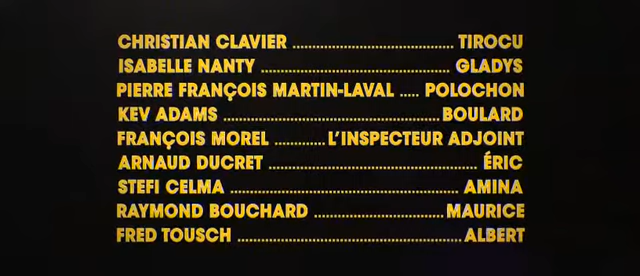 CHRISTIAN CLAVIER ........................................ TIROCU
ISABELLE NANTY ............................................... GLADYS
PIERRE FRANÇOIS MARTIN-LAVAL ..... POLOCHON
KEV ADAMS ......................................................BOULARD
FRANÇOIS MOREL .............L'INSPECTEUR ADJOINT
ARNAUD DUCRET .................................................... ÉRIC
STEFI CELMA ......................................................... AMINA
RAYMOND BOUCHARD ................................MAURICE
FRED TOUSCH ........................................................ALBERT